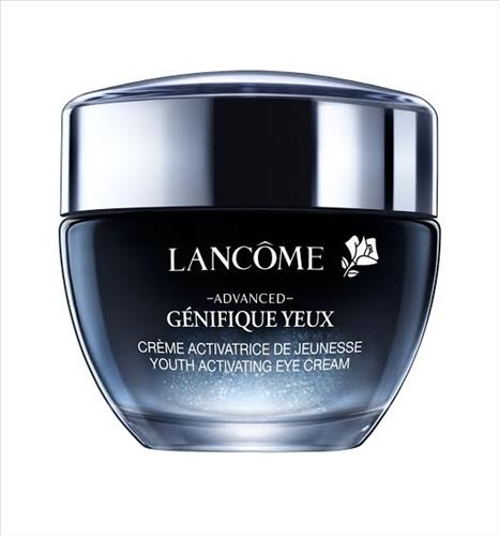 LANCÔME
-ADVANCED-
GÉNIFIQUE YEUX
CRÈME ACTIVATRICE DE JEUNESSE
YOUTH ACTIVATING EYE CREAM